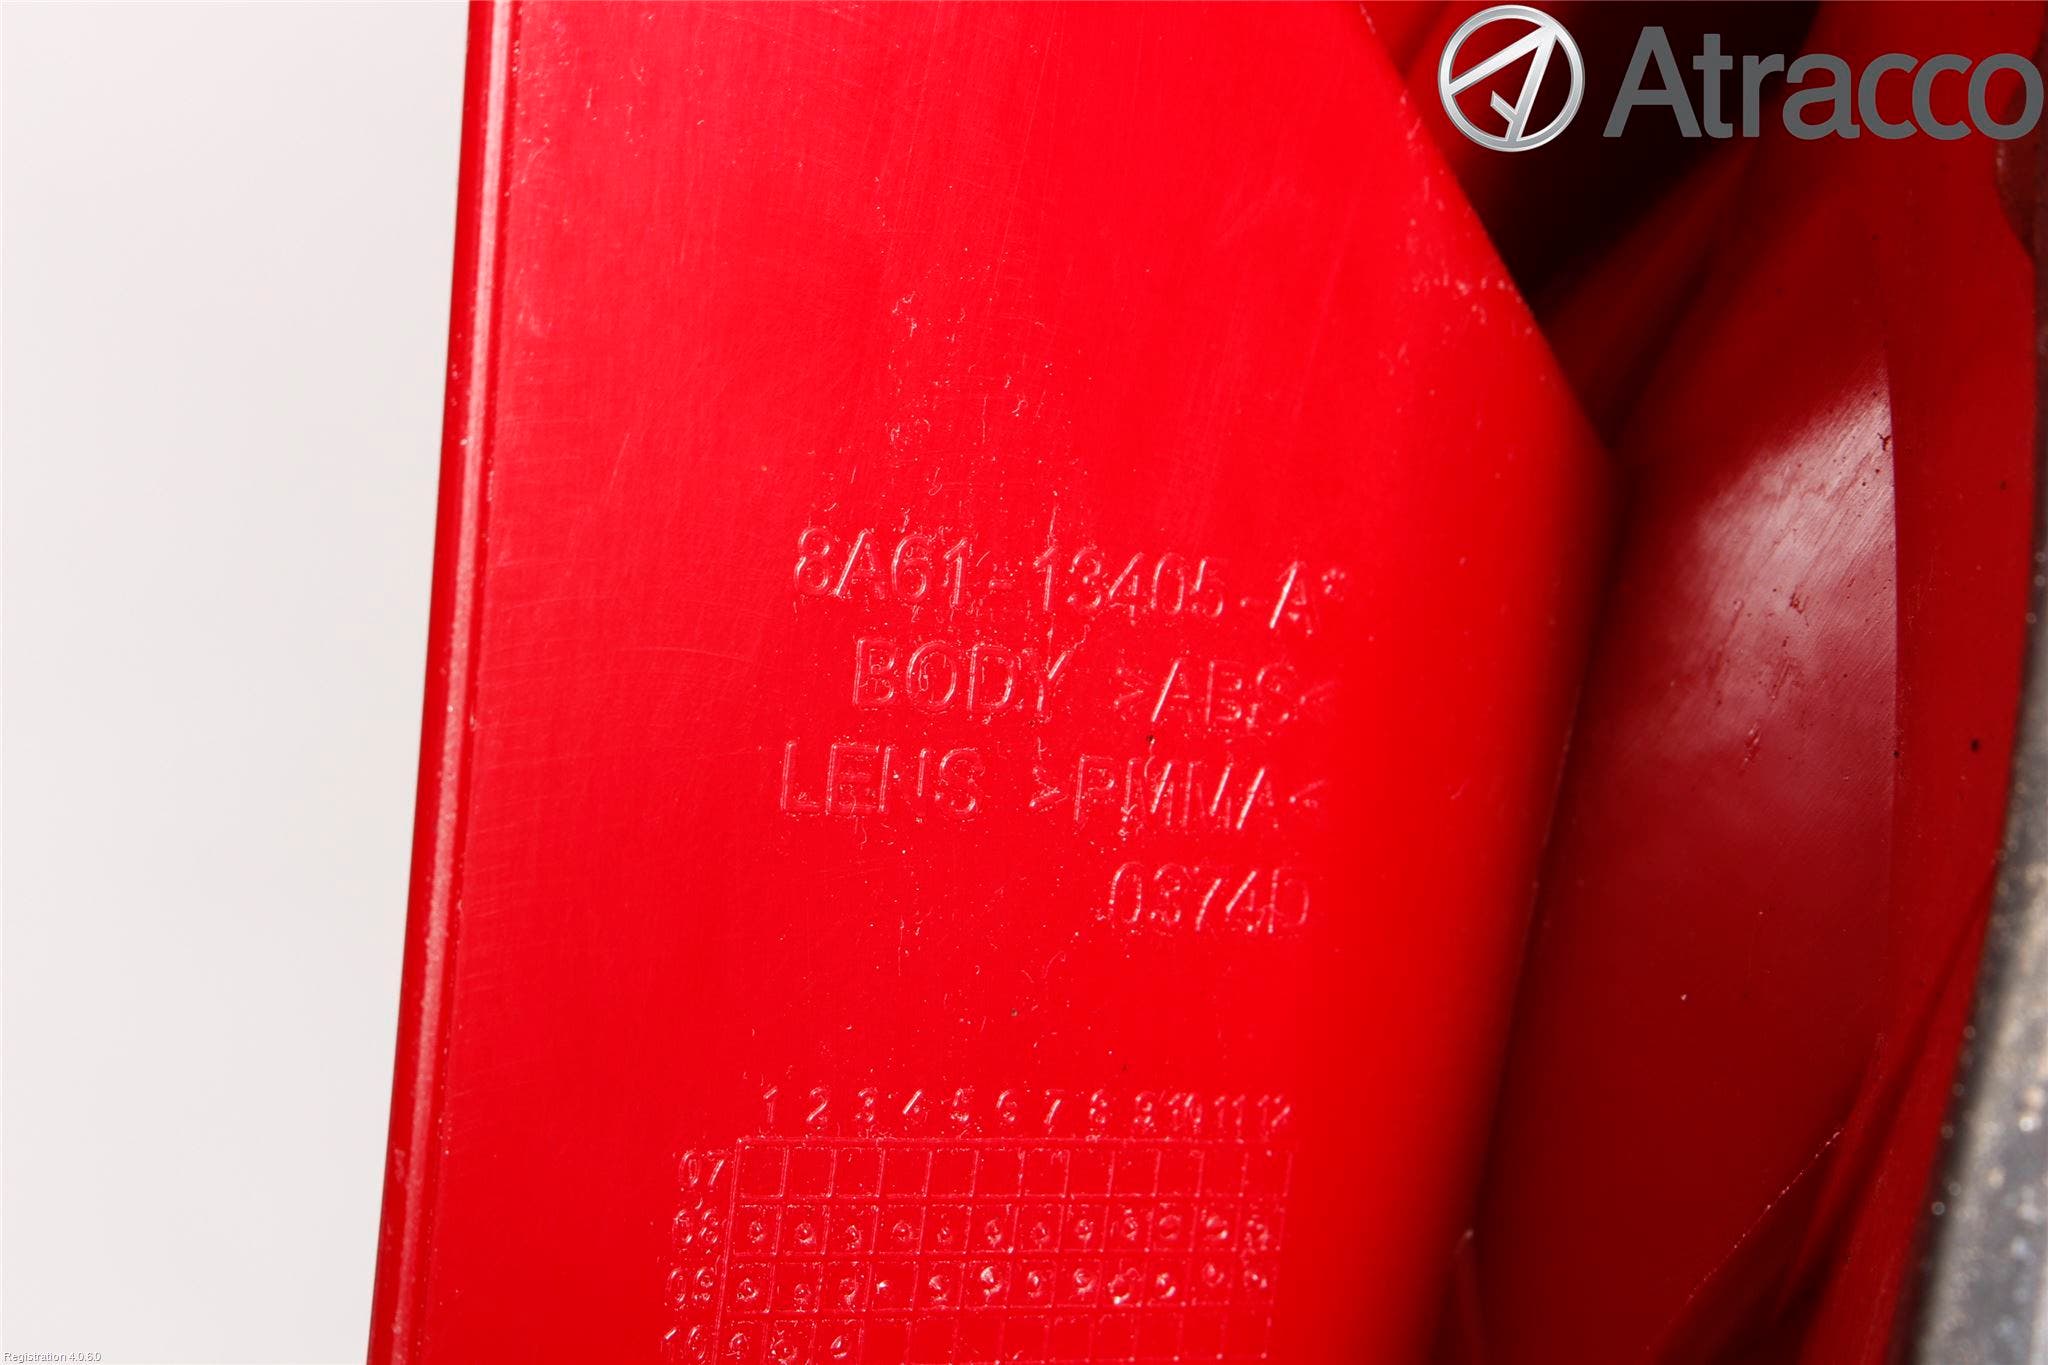 Atracco
8A61-13405-A*
BODY >ABS<
LENS >PMMA<
0374D
1 2 3 4 5 6 7 8 9 10 11 12
07
08
09
10
Registration 4.0.6.0